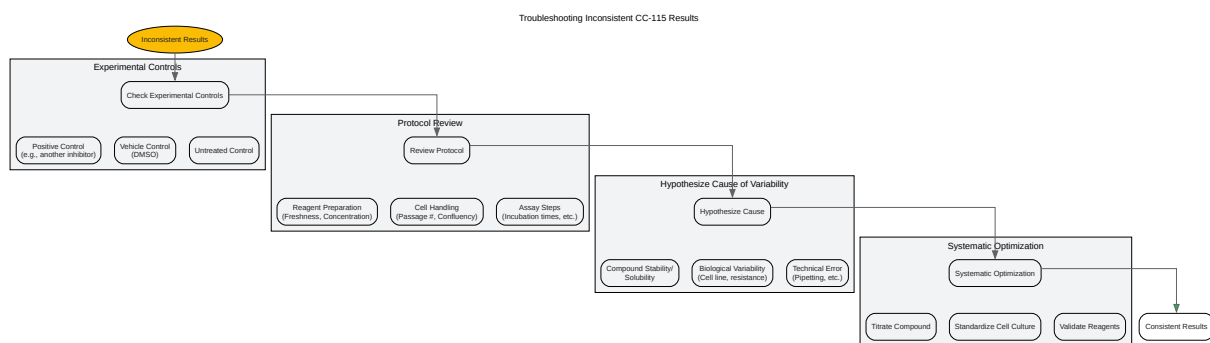 Troubleshooting Inconsistent CC-115 Results
Inconsistent Results
Experimental Controls
Check Experimental Controls
Positive Control
(e.g., another inhibitor)
Vehicle Control
(DMSO)
Untreated Control
Protocol Review
Review Protocol
Reagent Preparation
(Freshness, Concentration)
Cell Handling
(Passage #, Confluency)
Assay Steps
(Incubation times, etc.)
Hypothesize Cause of Variability
Hypothesize Cause
Compound Stability/
Solubility
Biological Variability
(Cell line, resistance)
Technical Error
(Pipetting, etc.)
Systematic Optimization
Systematic Optimization
Titrate Compound
Standardize Cell Culture
Validate Reagents
Consistent Results